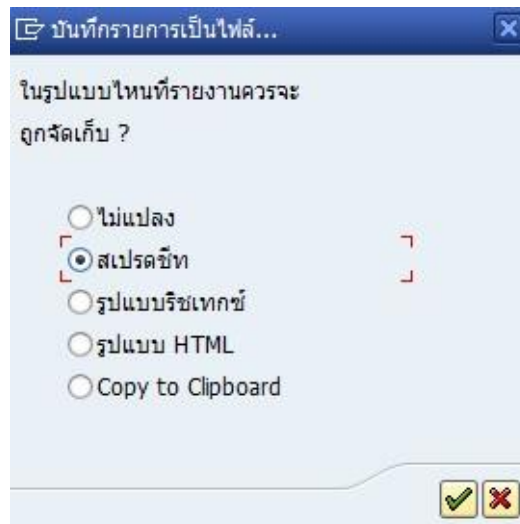 บันทึกรายการเป็นไฟล์...
ในรูปแบบไหนที่รายงานควรจะ
ถูกจัดเก็บ ?
ไม่แปลง
สเปรดชีท
รูปแบบริชเทกซ์
รูปแบบ HTML
Copy to Clipboard